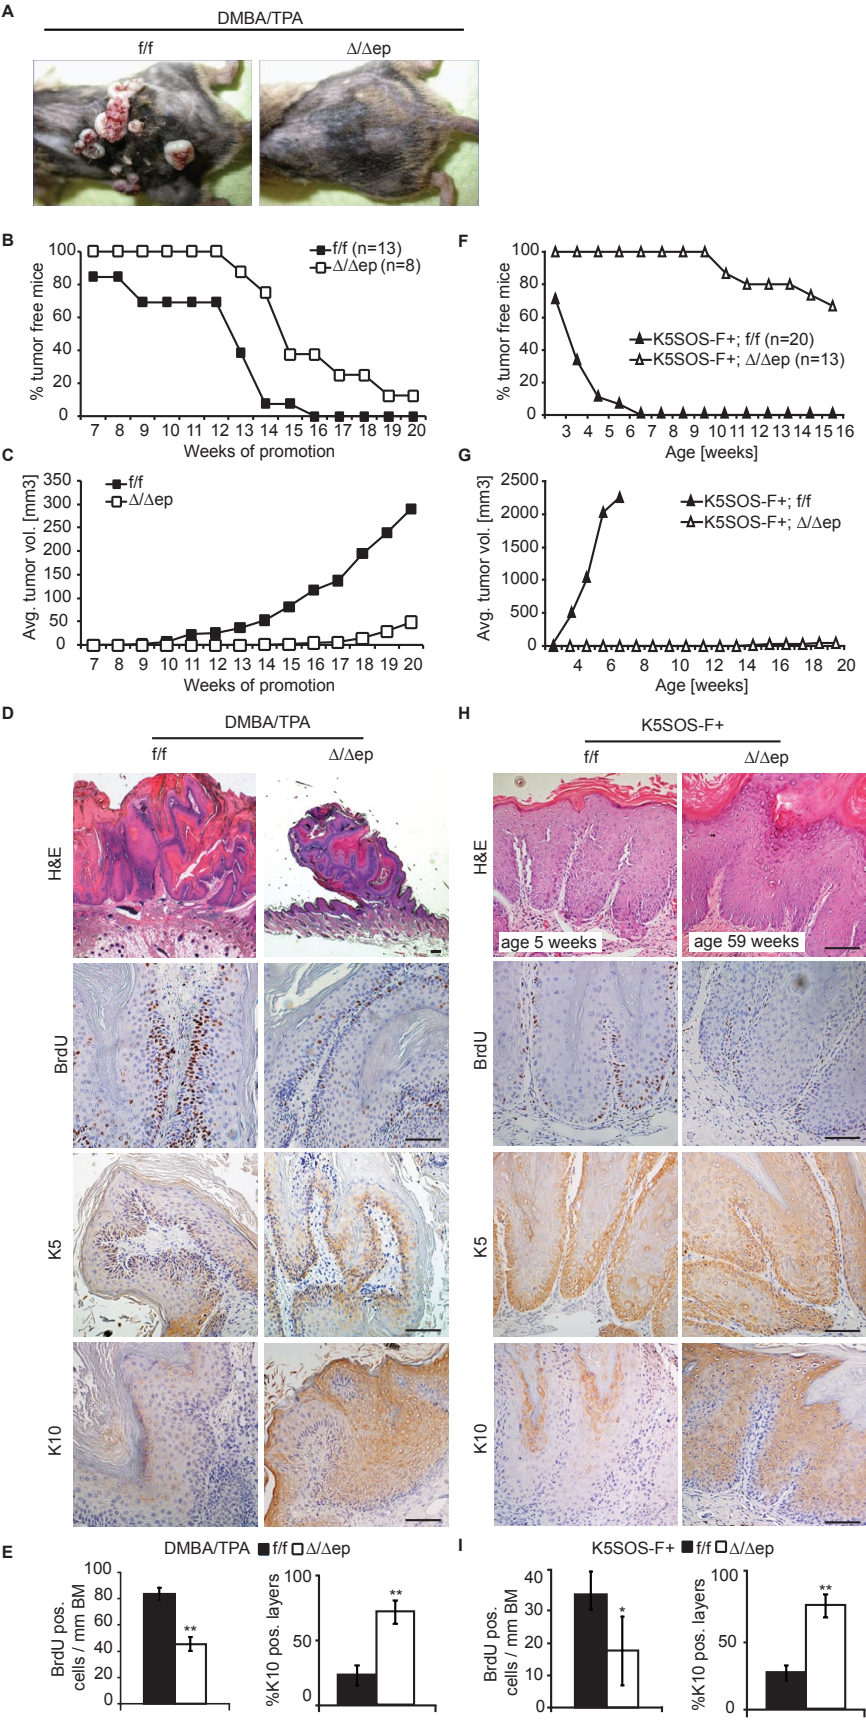 A
DMBA/TPA
f/f
Δ/Δep
B
100
80
60
40
20
0
% tumor free mice
f/f (n=13)
Δ/Δep (n=8)
7 8 9 10 11 12 13 14 15 16 17 18 19 20
Weeks of promotion
C
350
300
250
200
150
100
50
0
Avg. tumor vol. [mm3]
f/f
Δ/Δep
7 8 9 10 11 12 13 14 15 16 17 18 19 20
Weeks of promotion
D
DMBA/TPA
f/f
Δ/Δep
H&E
BrdU
K5
K10
E
DMBA/TPA f/f Δ/Δep
100
80
60
40
20
0
BrdU pos.
cells / mm BM
**
100
50
0
%K10 pos. layers
**
F
100
80
60
40
20
0
% tumor free mice
K5SOS-F+; f/f (n=20)
K5SOS-F+; Δ/Δep (n=13)
3 4 5 6 7 8 9 10 11 12 13 14 15 16
Age [weeks]
G
2500
2000
1500
1000
500
0
Avg. tumor vol. [mm3]
K5SOS-F+; f/f
K5SOS-F+; Δ/Δep
4 6 8 10 12 14 16 18 20
Age [weeks]
H
K5SOS-F+
f/f
Δ/Δep
H&E
age 5 weeks
age 59 weeks
BrdU
K5
K10
I
K5SOS-F+ f/f Δ/Δep
40
30
20
10
0
BrdU pos.
cells / mm BM
*
100
50
0
%K10 pos. layers
**